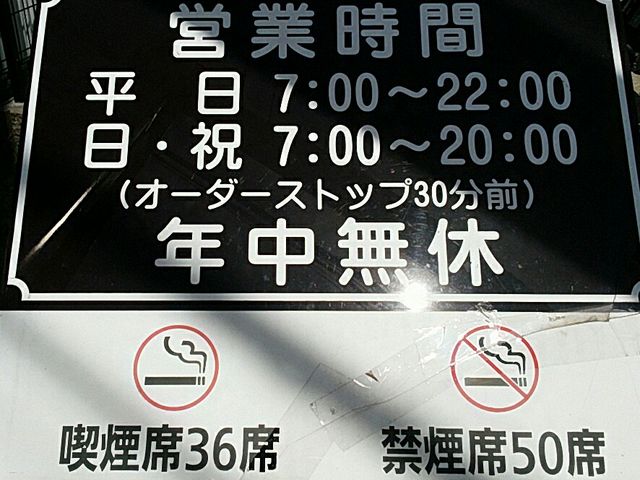 営業時間
平日 7:00～22:00
日・祝 7:00～20:00
(オーダーストップ30分前)
年中無休
喫煙席36席
禁煙席50席